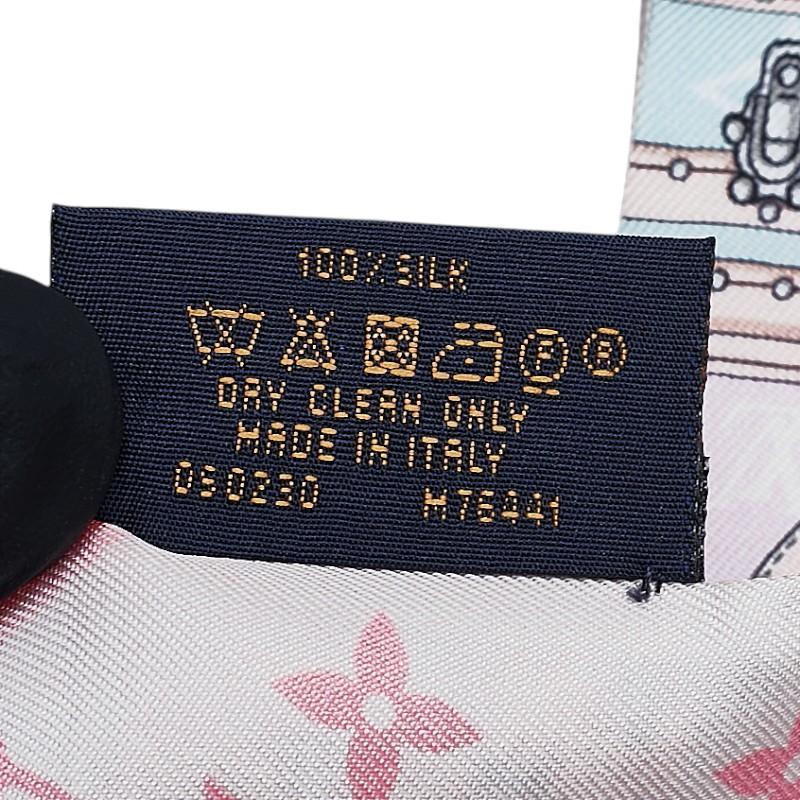 100% SILK
DRY CLEAN ONLY
MADE IN ITALY
050230 M76441